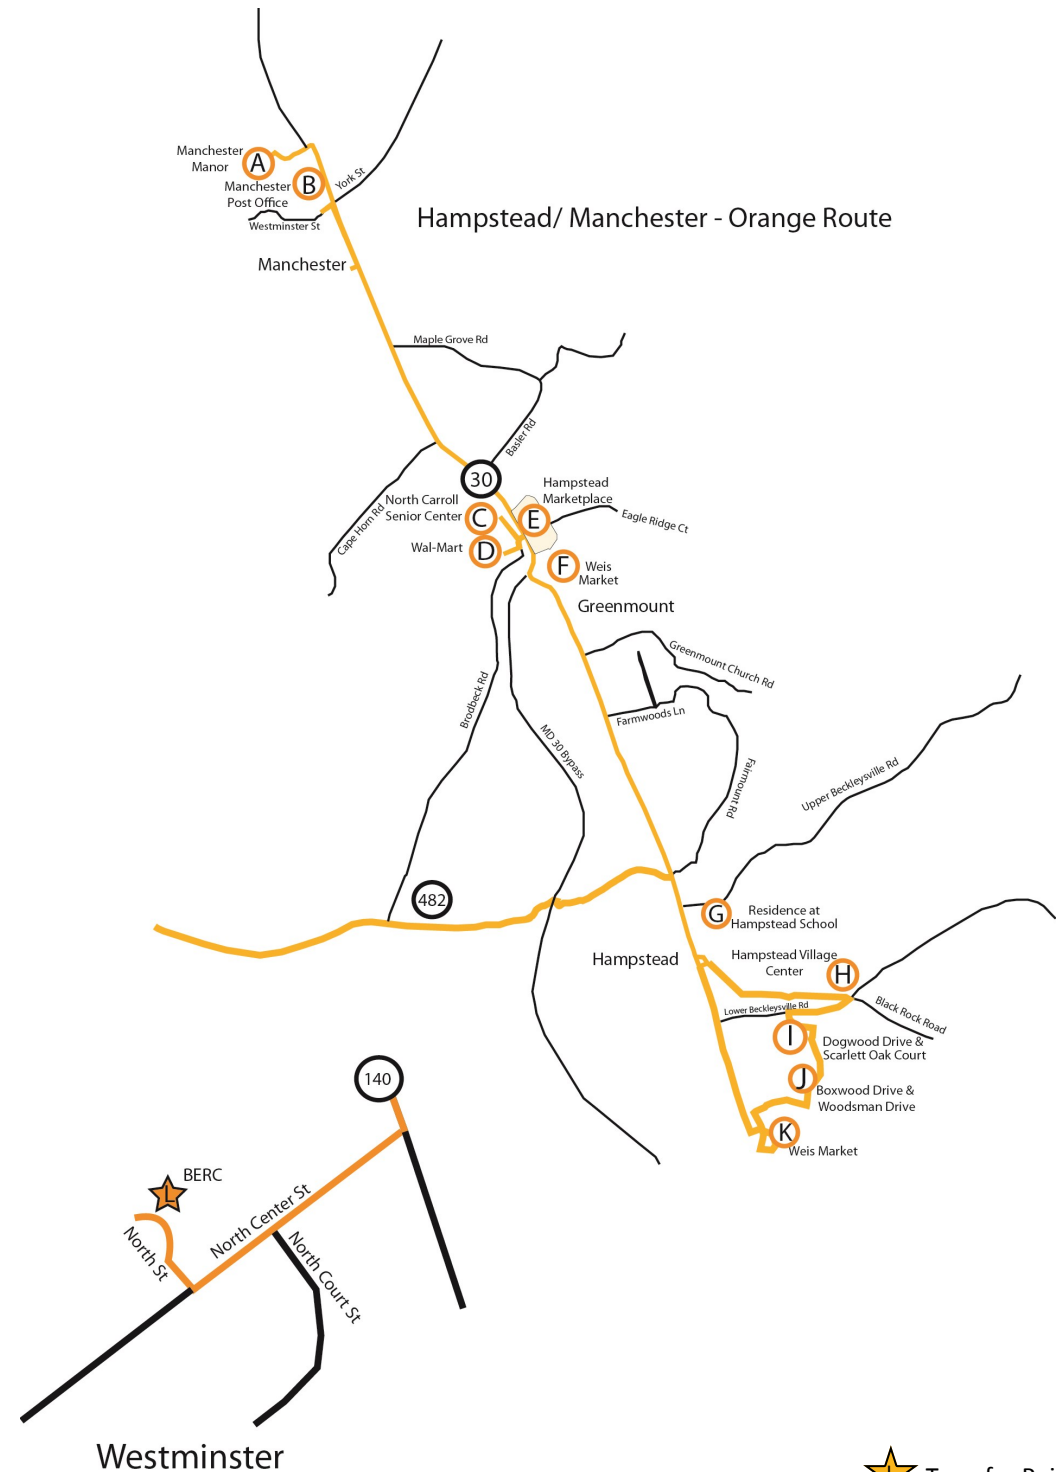 Manchester
Manor
A
Manchester
Post Office
B
York St
Westminster St
Hampstead/ Manchester - Orange Route
Manchester
Maple Grove Rd
Basler Rd
30
Cape Horn Rd
North Carroll
Senior Center
C
Hampstead
Marketplace
E
Eagle Ridge Ct
Wal-Mart
D
F
Weis
Market
Greenmount
Greenmount Church Rd
Farmwoods Ln
Brodbeck Rd
MD 30 Bypass
Fairmount Rd
Upper Beckleysville Rd
482
G
Residence at
Hampstead School
Hampstead
Hampstead Village
Center
H
Lower Beckleysville Rd
Black Rock Road
I
Dogwood Drive &
Scarlett Oak Court
J
Boxwood Drive &
Woodsman Drive
K
Weis Market
140
BERC
L
North St
North Center St
North Court St
Westminster